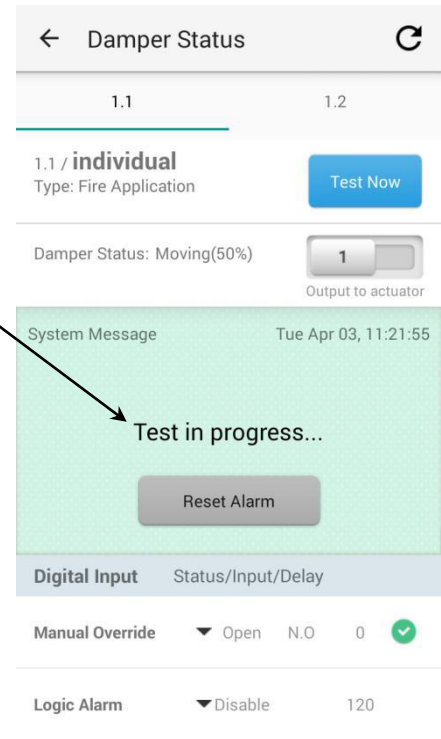 Damper Status
1.1 1.2
1.1 / individual
Type: Fire Application
Test Now
Damper Status: Moving(50%)
1
Output to actuator
System Message Tue Apr 03, 11:21:55
Test in progress...
Reset Alarm
Digital Input Status/Input/Delay
Manual Override Open N.O 0
Logic Alarm Disable 120